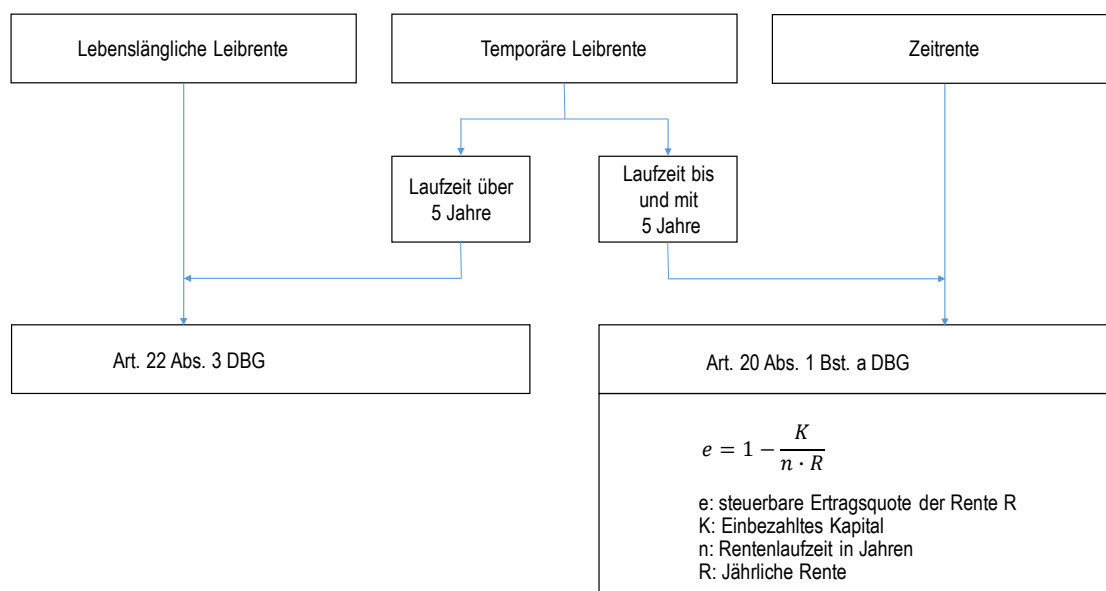 Lebenslängliche Leibrente
Temporäre Leibrente
Zeitrente
Laufzeit über
5 Jahre
Laufzeit bis
und mit
5 Jahre
Art. 22 Abs. 3 DBG
Art. 20 Abs. 1 Bst. a DBG
e = 1 − K / (n · R)
e: steuerbare Ertragsquote der Rente R
K: Einbezahltes Kapital
n: Rentenlaufzeit in Jahren
R: Jährliche Rente